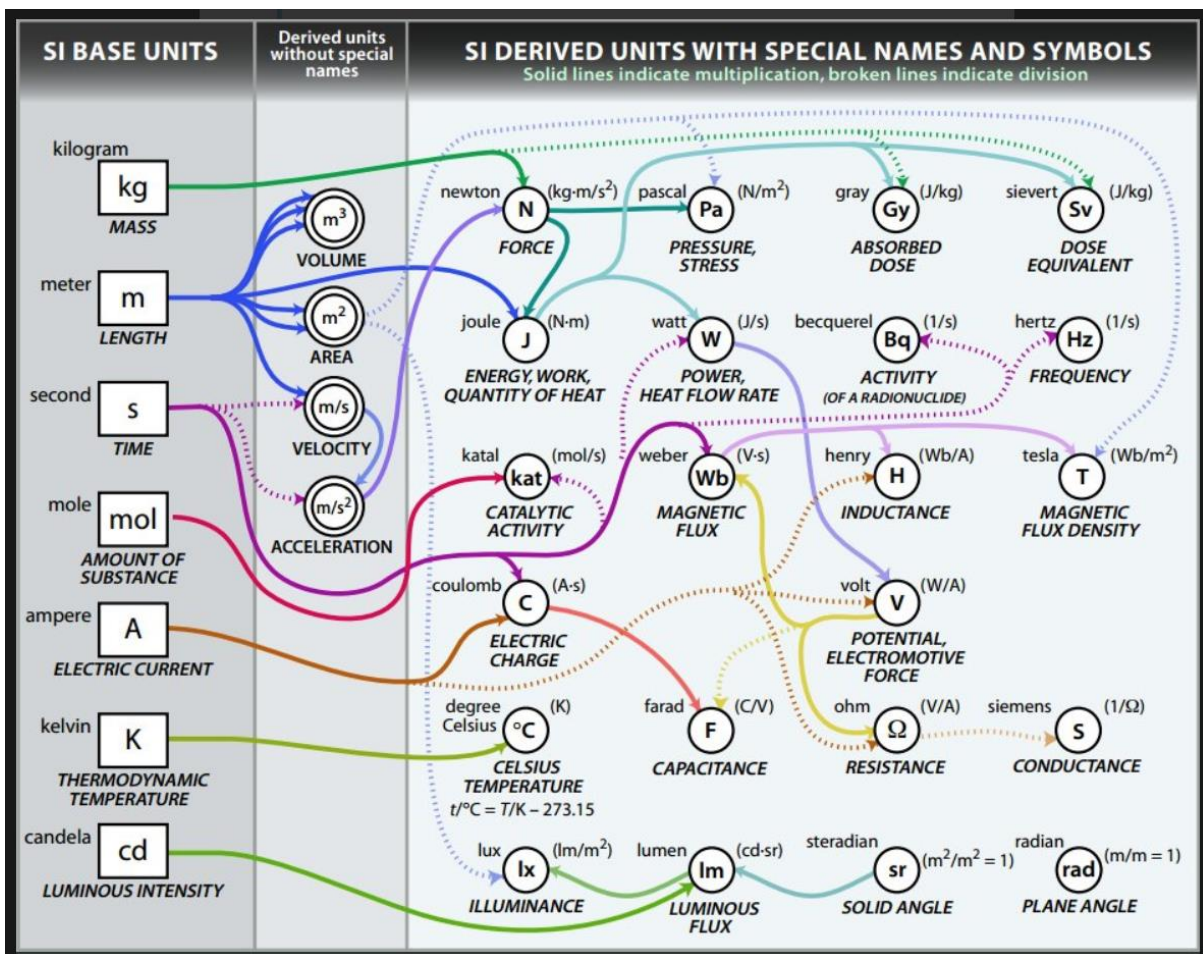 SI BASE UNITS
Derived units
without special
names
SI DERIVED UNITS WITH SPECIAL NAMES AND SYMBOLS
Solid lines indicate multiplication, broken lines indicate division
kilogram
kg
MASS
meter
m
LENGTH
second
s
TIME
mole
mol
AMOUNT OF
SUBSTANCE
ampere
A
ELECTRIC CURRENT
kelvin
K
THERMODYNAMIC
TEMPERATURE
candela
cd
LUMINOUS INTENSITY
m³
VOLUME
m²
AREA
m/s
VELOCITY
m/s²
ACCELERATION
newton (kg·m/s²)
N
FORCE
pascal (N/m²)
Pa
PRESSURE,
STRESS
gray (J/kg)
Gy
ABSORBED
DOSE
sievert (J/kg)
Sv
DOSE
EQUIVALENT
joule (N·m)
J
ENERGY, WORK,
QUANTITY OF HEAT
watt (J/s)
W
POWER,
HEAT FLOW RATE
becquerel (1/s)
Bq
ACTIVITY
(OF A RADIONUCLIDE)
hertz (1/s)
Hz
FREQUENCY
katal (mol/s)
kat
CATALYTIC
ACTIVITY
weber (V·s)
Wb
MAGNETIC
FLUX
henry (Wb/A)
H
INDUCTANCE
tesla (Wb/m²)
T
MAGNETIC
FLUX DENSITY
coulomb (A·s)
C
ELECTRIC
CHARGE
volt (W/A)
V
POTENTIAL,
ELECTROMOTIVE
FORCE
degree (K)
Celsius
°C
CELSIUS
TEMPERATURE
t/°C = T/K – 273.15
farad (C/V)
F
CAPACITANCE
ohm (V/A)
Ω
RESISTANCE
siemens (1/Ω)
S
CONDUCTANCE
lux (lm/m²)
lx
ILLUMINANCE
lumen (cd·sr)
lm
LUMINOUS
FLUX
steradian
sr (m²/m² = 1)
SOLID ANGLE
radian
rad (m/m = 1)
PLANE ANGLE